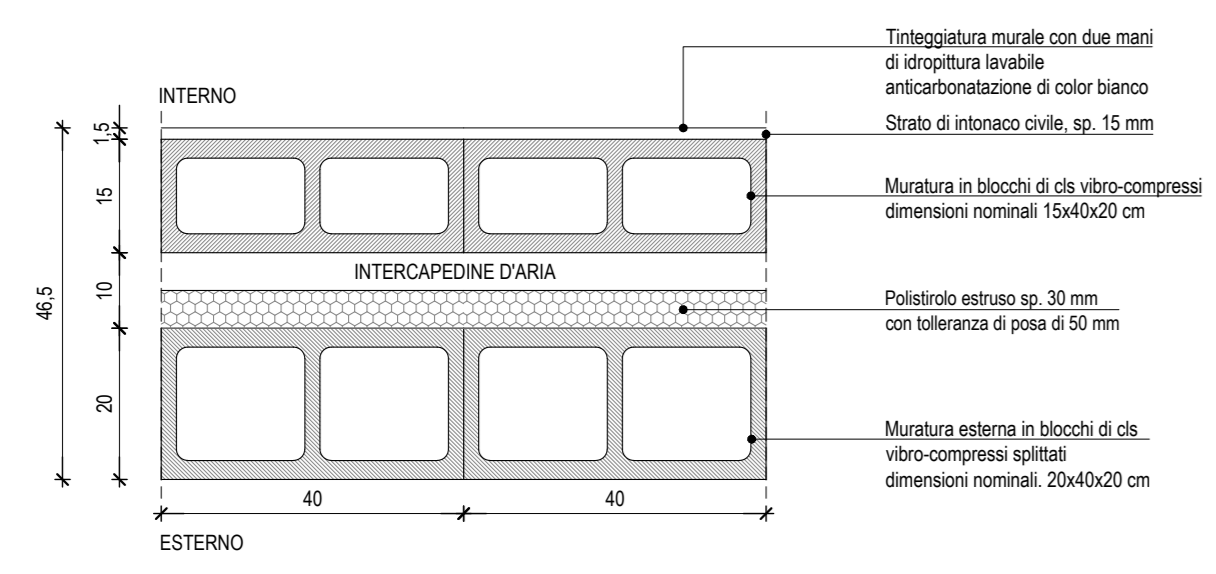 Tinteggiatura murale con due mani
di idropittura lavabile
anticarbonatazione di color bianco
INTERNO
Strato di intonaco civile, sp. 15 mm
1,5
Muratura in blocchi di cls vibro-compressi
dimensioni nominali 15x40x20 cm
15
INTERCAPEDINE D'ARIA
46,5
10
Polistirolo estruso sp. 30 mm
con tolleranza di posa di 50 mm
20
Muratura esterna in blocchi di cls
vibro-compressi splittati
dimensioni nominali. 20x40x20 cm
40
40
ESTERNO